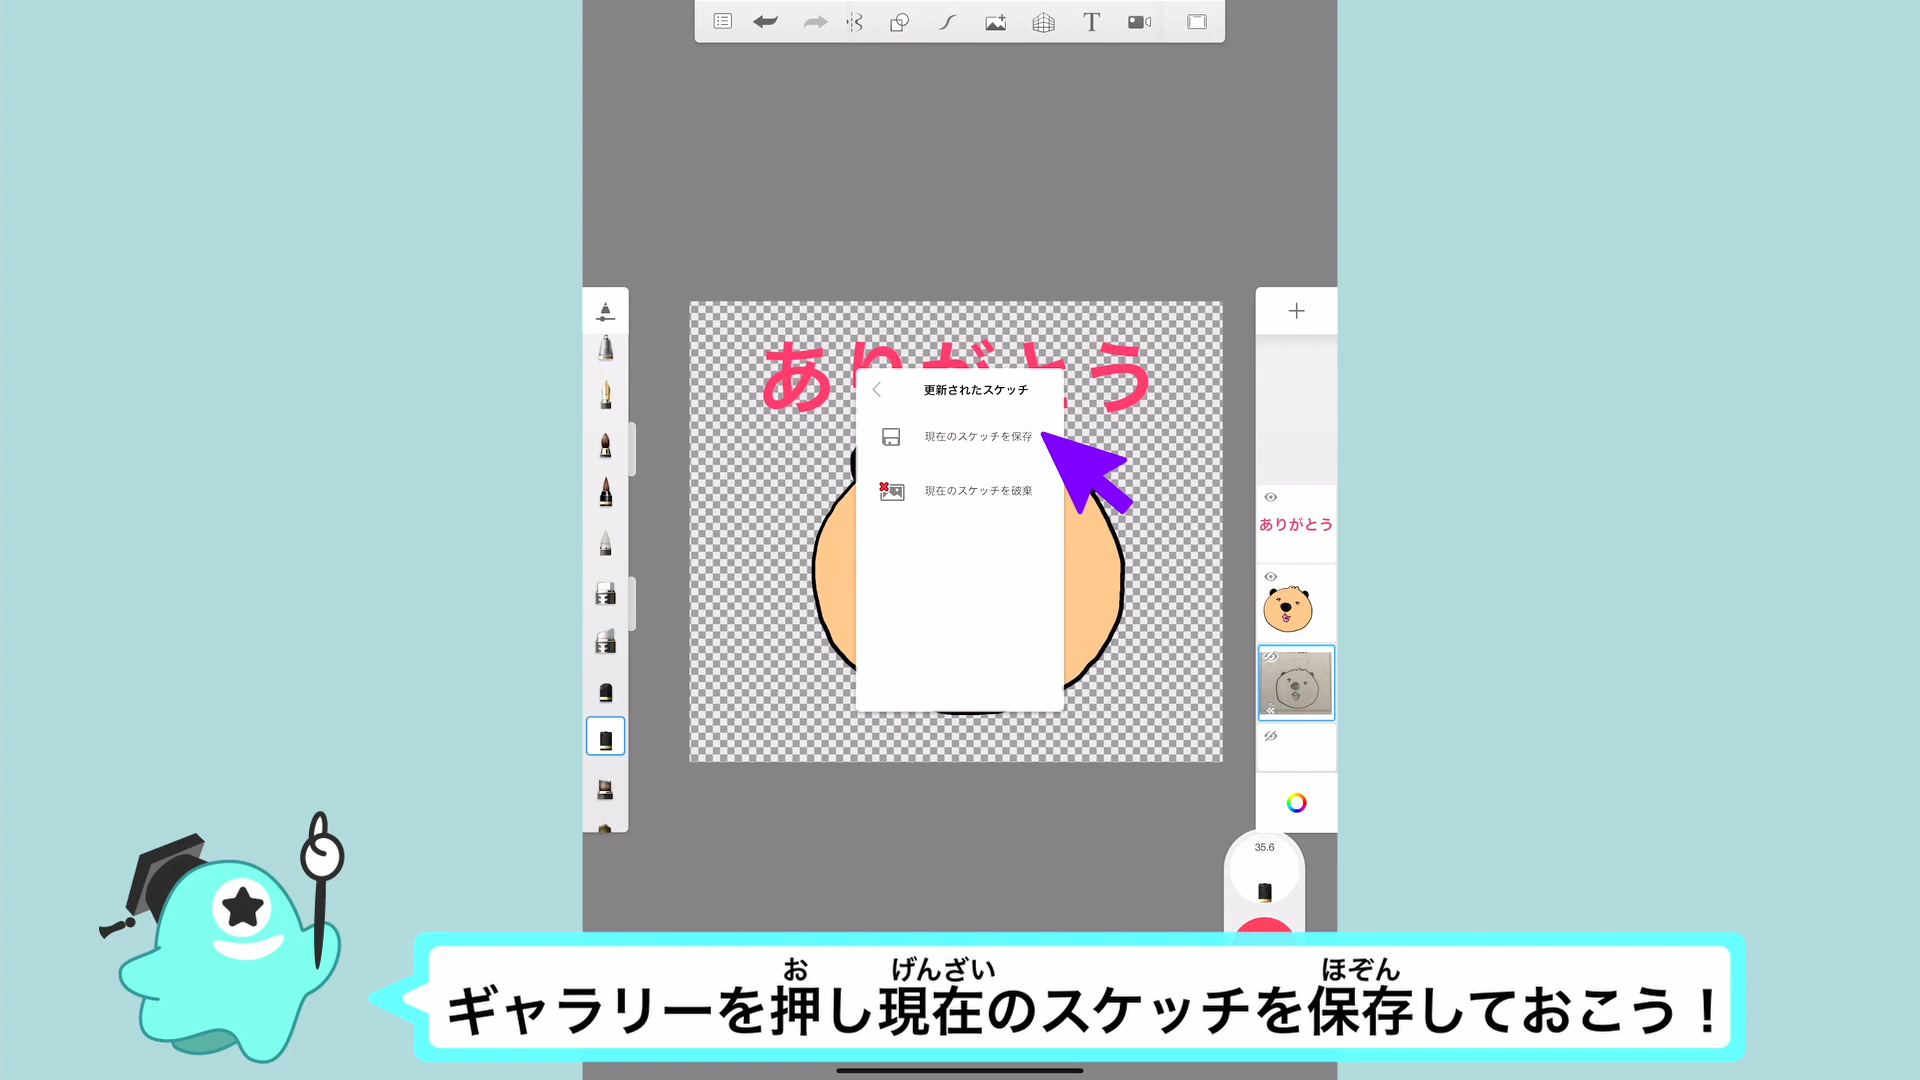 T
ありがとう
更新されたスケッチ
現在のスケッチを保存
現在のスケッチを破棄
ありがとう
35.6
お げんざい ほぞん
ギャラリーを押し現在のスケッチを保存しておこう！